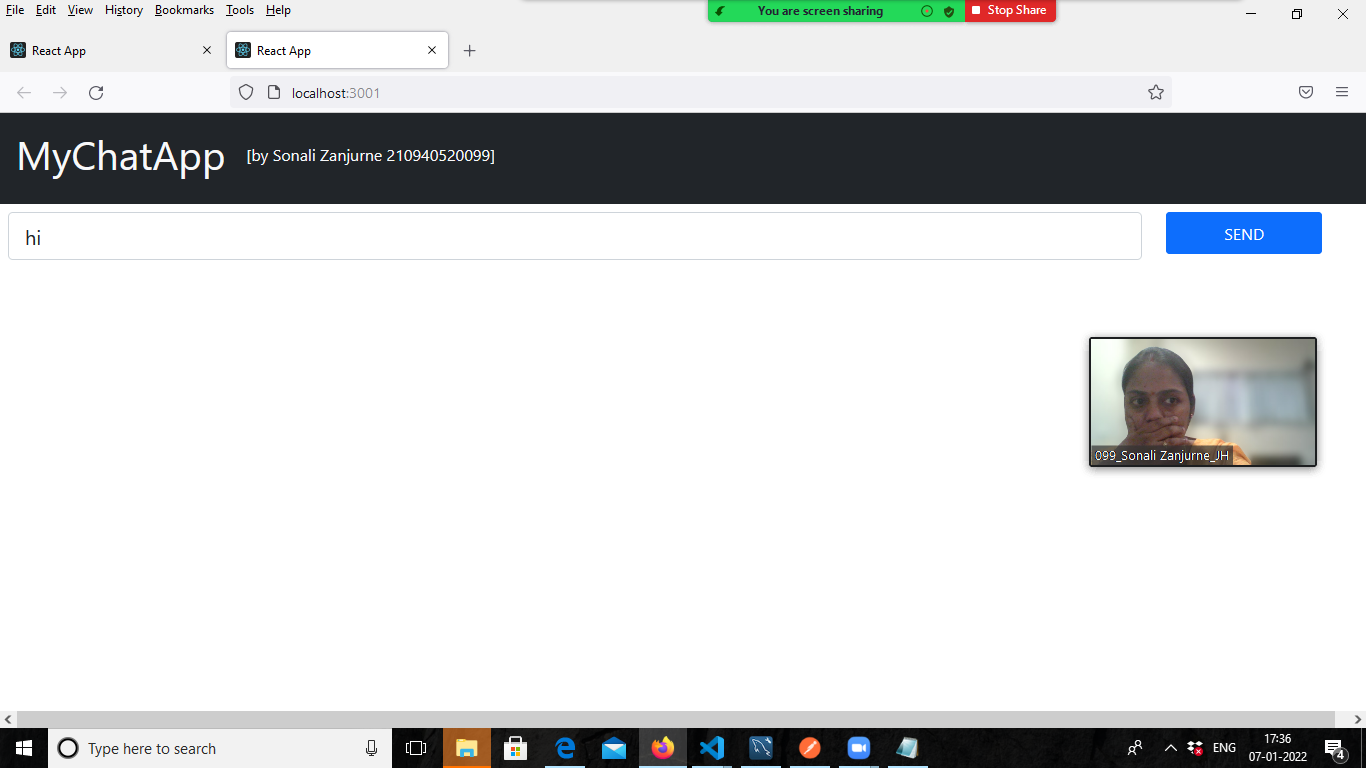 File Edit View History Bookmarks Tools Help
You are screen sharing Stop Share
React App React App
localhost:3001
MyChatApp [by Sonali Zanjurne 210940520099]
hi SEND
099_Sonali Zanjurne_JH
Type here to search
ENG 17:36
07-01-2022 4